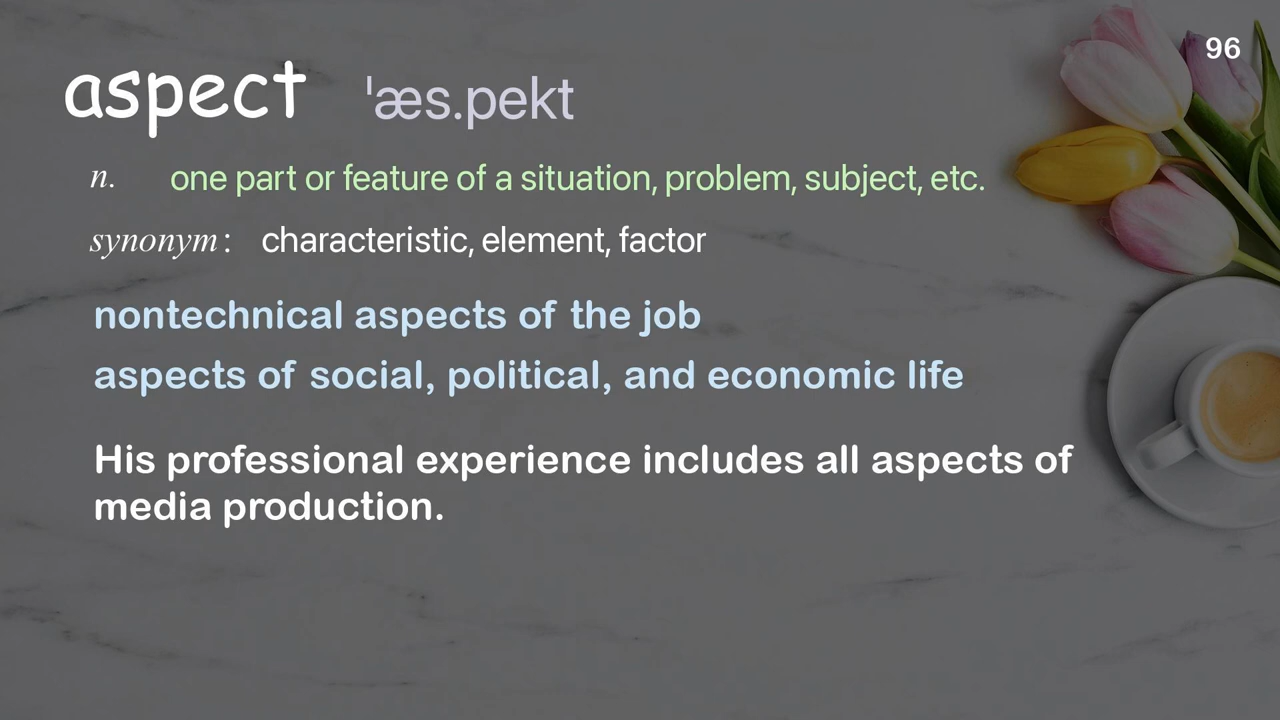 96
aspect ˈæs.pekt
n. one part or feature of a situation, problem, subject, etc.
synonym: characteristic, element, factor
nontechnical aspects of the job
aspects of social, political, and economic life
His professional experience includes all aspects of
media production.